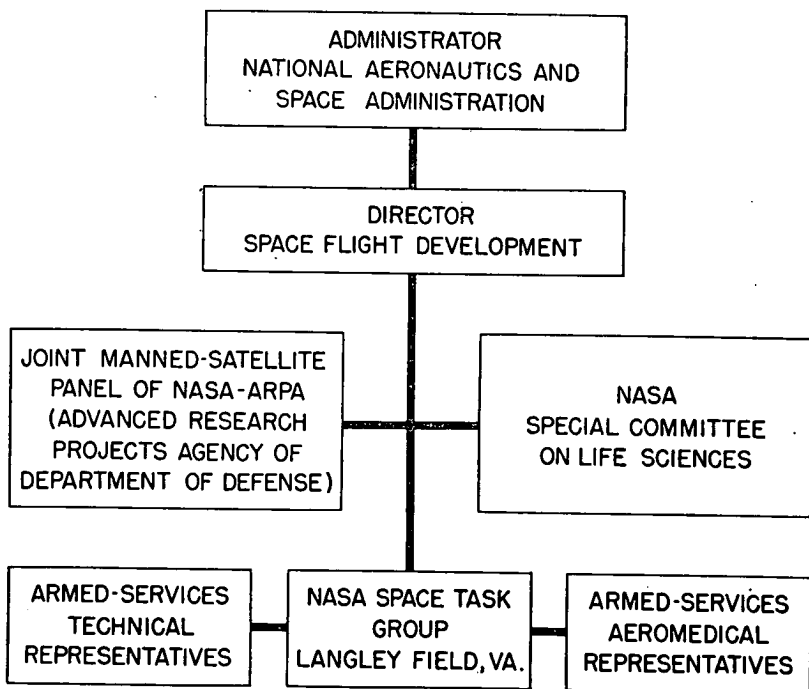 ADMINISTRATOR
NATIONAL AERONAUTICS AND
SPACE ADMINISTRATION
DIRECTOR
SPACE FLIGHT DEVELOPMENT
JOINT MANNED-SATELLITE
PANEL OF NASA-ARPA
(ADVANCED RESEARCH
PROJECTS AGENCY OF
DEPARTMENT OF DEFENSE)
NASA
SPECIAL COMMITTEE
ON LIFE SCIENCES
ARMED-SERVICES
TECHNICAL
REPRESENTATIVES
NASA SPACE TASK
GROUP
LANGLEY FIELD, VA.
ARMED-SERVICES
AEROMEDICAL
REPRESENTATIVES